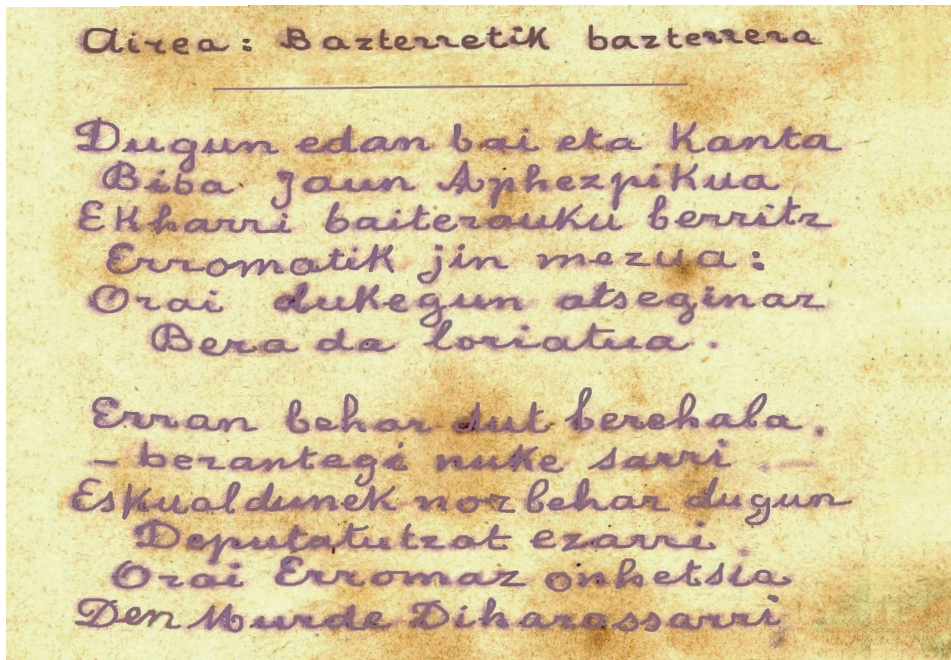 Airea: Bazterretik bazterrera
Dugun edan bai eta Kanta
Biba Jaun Aphezpikua
Ekharri baiterauku berritz
Erromatik jin mezua:
Orai dukegun atseginaz
Bera da loriatua.
Erran behar dut berehala,
- berantegi nuke sarri -
Eskualdunek nor behar dugun
Deputatutzat ezarri.
Orai Erromaz onhetsia
Den Murde Diharassarri